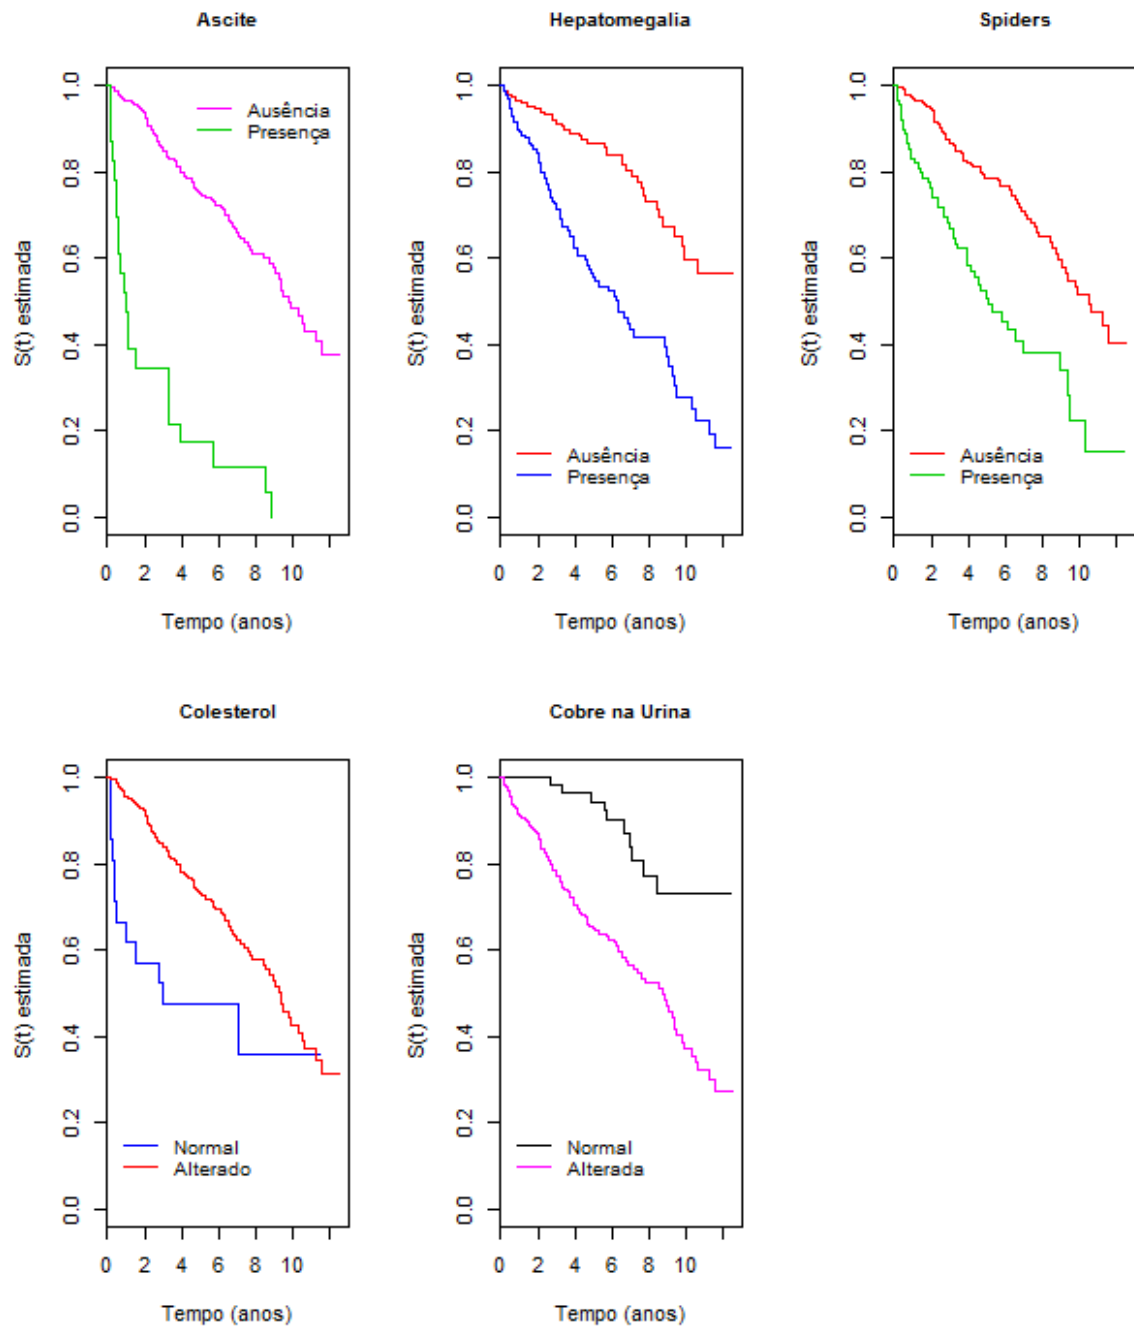 Ascite
Hepatomegalia
Spiders
S(t) estimada
0.0 0.2 0.4 0.6 0.8 1.0
Ausência
Presença
0 2 4 6 8 10
Tempo (anos)
S(t) estimada
0.0 0.2 0.4 0.6 0.8 1.0
Ausência
Presença
0 2 4 6 8 10
Tempo (anos)
S(t) estimada
0.0 0.2 0.4 0.6 0.8 1.0
Ausência
Presença
0 2 4 6 8 10
Tempo (anos)
Colesterol
Cobre na Urina
S(t) estimada
0.0 0.2 0.4 0.6 0.8 1.0
Normal
Alterado
0 2 4 6 8 10
Tempo (anos)
S(t) estimada
0.0 0.2 0.4 0.6 0.8 1.0
Normal
Alterada
0 2 4 6 8 10
Tempo (anos)